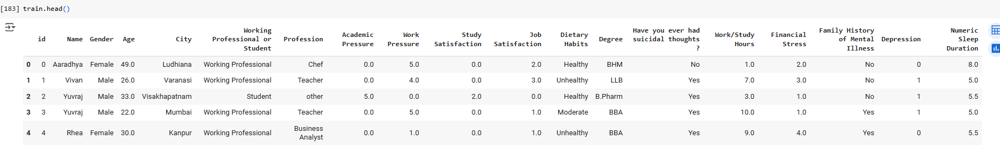 [183] train.head()
id Name Gender Age City Working Professional or Student Profession Academic Pressure Work Pressure Study Satisfaction Job Satisfaction Dietary Habits Degree Have you ever had suicidal thoughts ? Work/Study Hours Financial Stress Family History of Mental Illness Depression Numeric Sleep Duration
0 0 Aaradhya Female 49.0 Ludhiana Working Professional Chef 0.0 5.0 0.0 2.0 Healthy BHM No 1.0 2.0 No 0 8.0
1 1 Vivan Male 26.0 Varanasi Working Professional Teacher 0.0 4.0 0.0 3.0 Unhealthy LLB Yes 7.0 3.0 No 1 5.0
2 2 Yuvraj Male 33.0 Visakhapatnam Student other 5.0 0.0 2.0 0.0 Healthy B.Pharm Yes 3.0 1.0 No 1 5.5
3 3 Yuvraj Male 22.0 Mumbai Working Professional Teacher 0.0 5.0 0.0 1.0 Moderate BBA Yes 10.0 1.0 Yes 1 5.0
4 4 Rhea Female 30.0 Kanpur Working Professional Business Analyst 0.0 1.0 0.0 1.0 Unhealthy BBA Yes 9.0 4.0 Yes 0 5.5